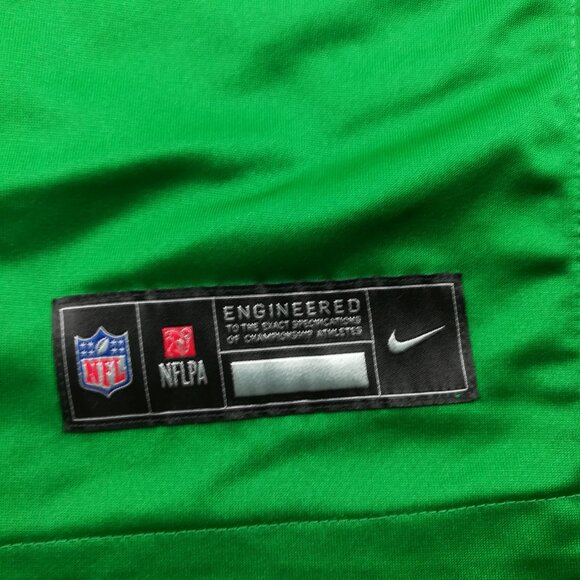 NFL
NFLPA
ENGINEERED
TO THE EXACT SPECIFICATIONS
OF CHAMPIONSHIP ATHLETES